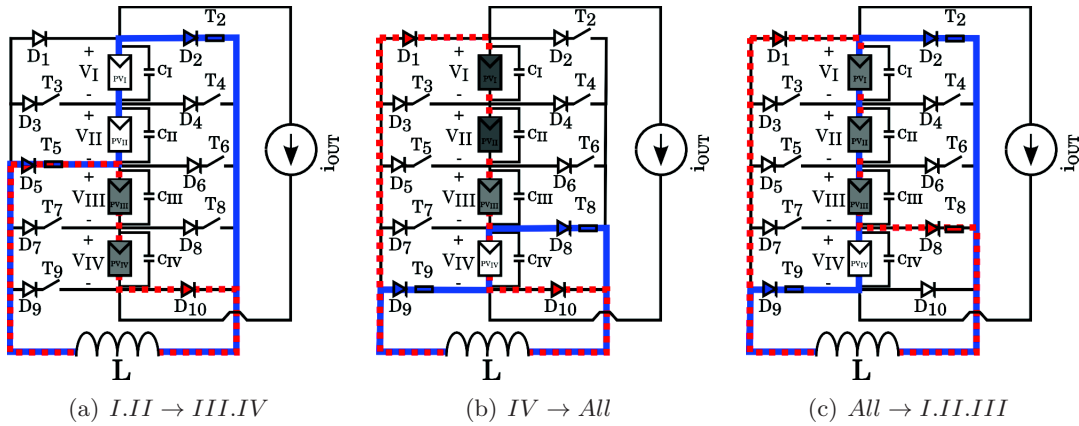 T2 T2 T2
D1 D2 D1 D2 D1 D2
+ + +
VI PVI CI VI PVI CI VI PVI CI
- - -
T3 T4 T3 T4 T3 T4
D3 D4 D3 D4 D3 D4
+ + +
VII PVII CII VII PVII CII VII PVII CII
iOUT iOUT iOUT
- - -
T5 T6 T5 T6 T5 T6
D5 D6 D5 D6 D5 D6
+ + +
VIII PVIII CIII VIII PVIII CIII VIII PVIII CIII
- - -
T7 T8 T7 T8 T7 T8
D7 D8 D7 D8 D7 D8
+ + +
VIV PVIV CIV VIV PVIV CIV VIV PVIV CIV
- - -
T9 T9 T9
D9 D10 D9 D10 D9 D10
L L L
(a) I.II → III.IV (b) IV → All (c) All → I.II.III